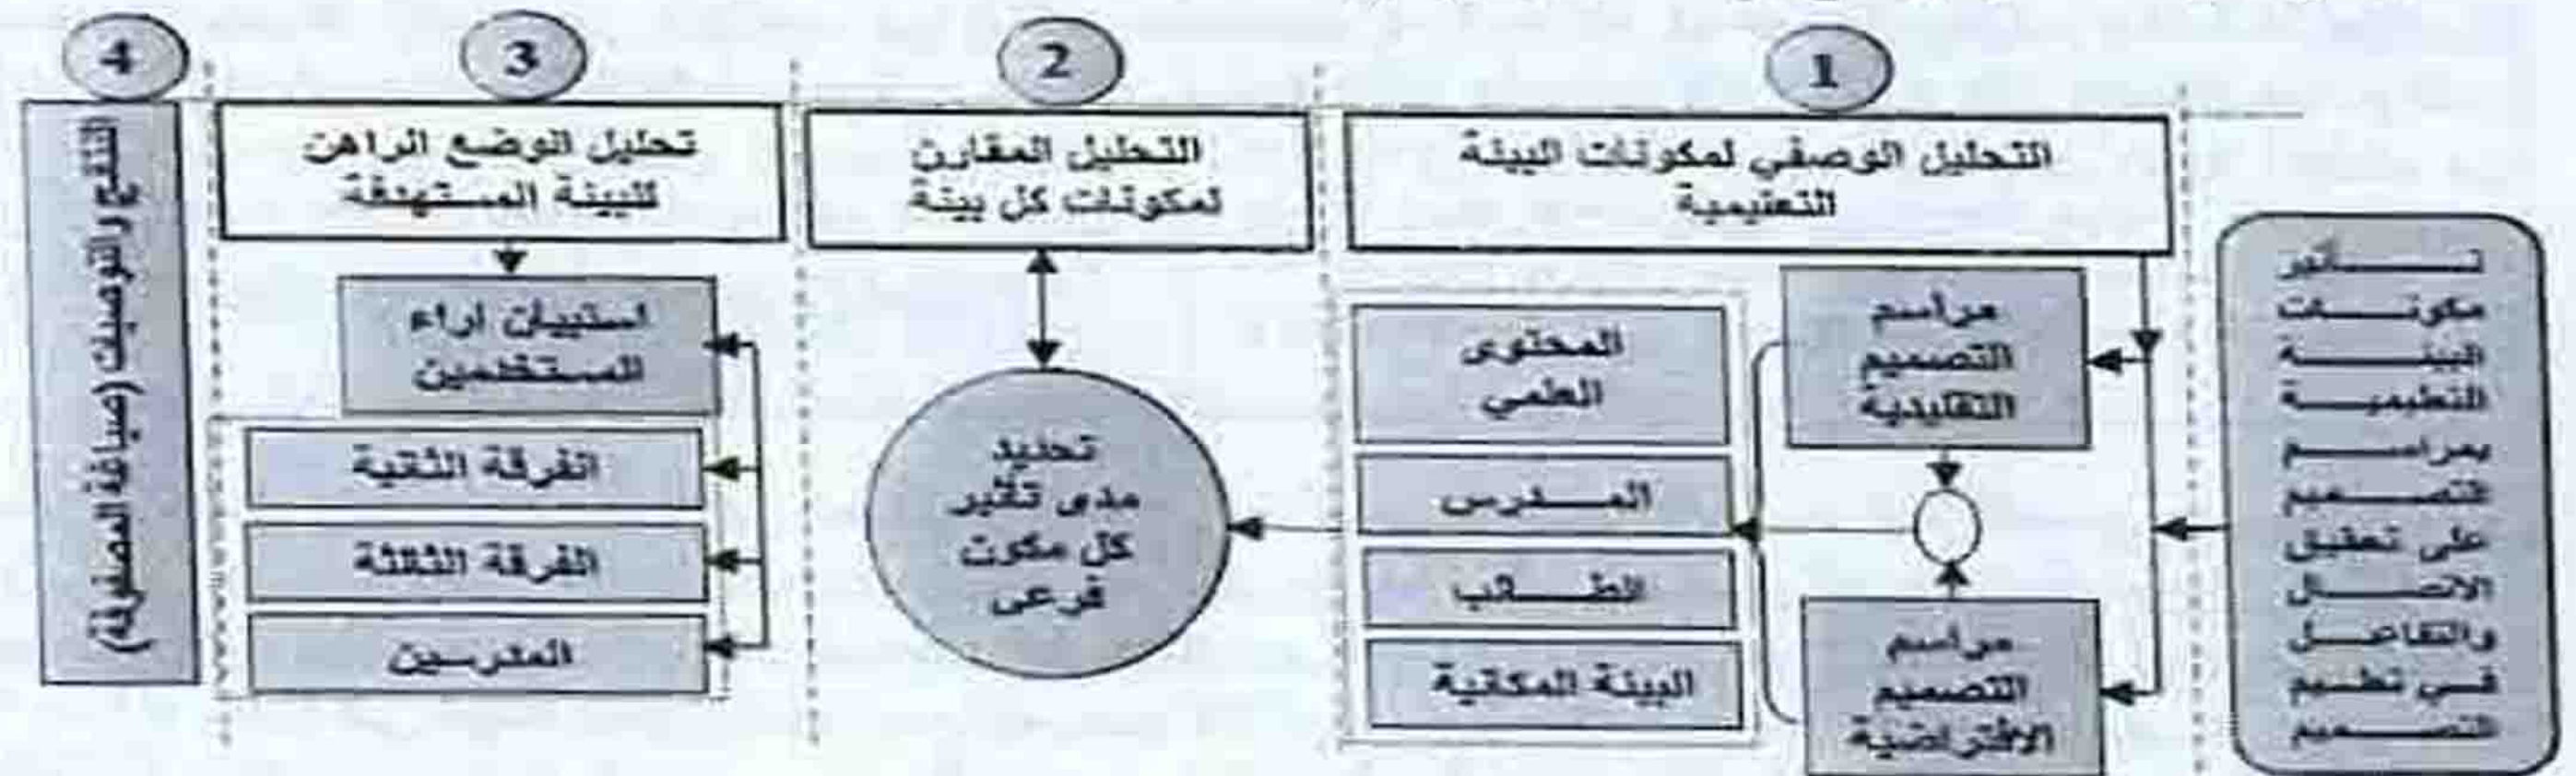 1
2
3
4
تأثير
مكونات
البيئة
التعليمية
بمراسم
التصميم
على تحقيق
الاتصال
والتفاعل
في تعليم
التصميم
التحليل الوصفي لمكونات البيئة
التعليمية
مراسم
التصميم
التقليدية
مراسم
التصميم
الافتراضية
المحتوى
العلمي
المدرس
الطالب
البيئة المكانية
التحليل المقارن
لمكونات كل بيئة
تحديد
مدى تأثير
كل مكون
فرعى
تحليل الوضع الراهن
للبيئة المستهدفة
استبيان اراء
المستخدمين
الفرقة الثانية
الفرقة الثالثة
المدرسين
النتائج والتوصيات (صياغة المصفوفة)